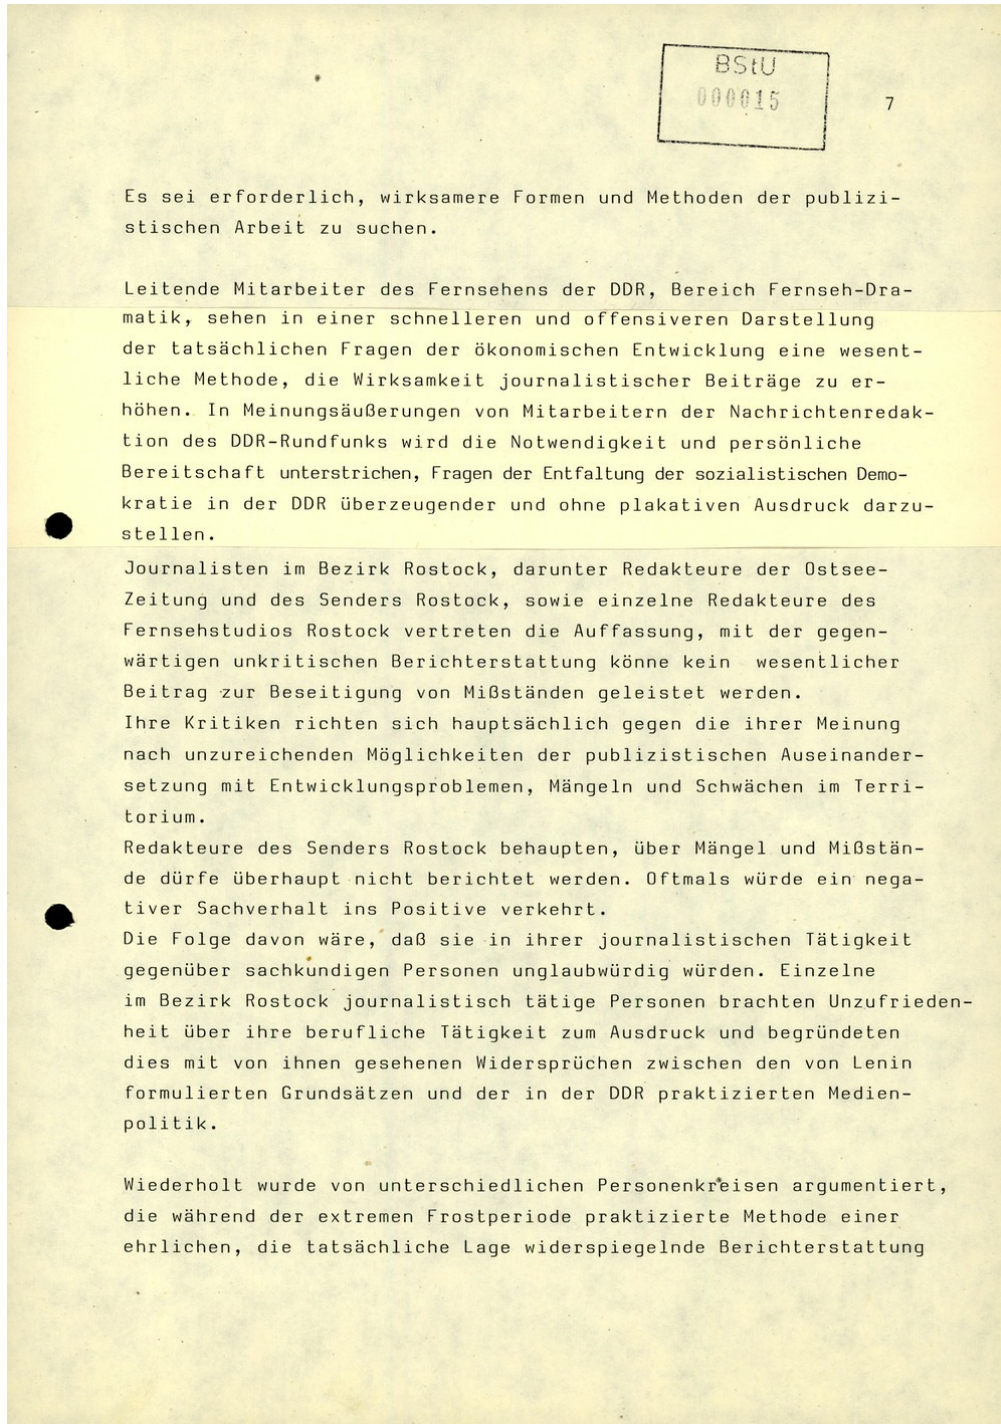 BStU
000015
7
Es sei erforderlich, wirksamere Formen und Methoden der publizi-
stischen Arbeit zu suchen.
Leitende Mitarbeiter des Fernsehens der DDR, Bereich Fernseh-Dra-
matik, sehen in einer schnelleren und offensiveren Darstellung
der tatsächlichen Fragen der ökonomischen Entwicklung eine wesent-
liche Methode, die Wirksamkeit journalistischer Beiträge zu er-
höhen. In Meinungsäußerungen von Mitarbeitern der Nachrichtenredak-
tion des DDR-Rundfunks wird die Notwendigkeit und persönliche
Bereitschaft unterstrichen, Fragen der Entfaltung der sozialistischen Demo-
kratie in der DDR überzeugender und ohne plakativen Ausdruck darzu-
stellen.
Journalisten im Bezirk Rostock, darunter Redakteure der Ostsee-
Zeitung und des Senders Rostock, sowie einzelne Redakteure des
Fernsehstudios Rostock vertreten die Auffassung, mit der gegen-
wärtigen unkritischen Berichterstattung könne kein wesentlicher
Beitrag zur Beseitigung von Mißständen geleistet werden.
Ihre Kritiken richten sich hauptsächlich gegen die ihrer Meinung
nach unzureichenden Möglichkeiten der publizistischen Auseinander-
setzung mit Entwicklungsproblemen, Mängeln und Schwächen im Terri-
torium.
Redakteure des Senders Rostock behaupten, über Mängel und Mißstän-
de dürfe überhaupt nicht berichtet werden. Oftmals würde ein nega-
tiver Sachverhalt ins Positive verkehrt.
Die Folge davon wäre, daß sie in ihrer journalistischen Tätigkeit
gegenüber sachkundigen Personen unglaubwürdig würden. Einzelne
im Bezirk Rostock journalistisch tätige Personen brachten Unzufrieden-
heit über ihre berufliche Tätigkeit zum Ausdruck und begründeten
dies mit von ihnen gesehenen Widersprüchen zwischen den von Lenin
formulierten Grundsätzen und der in der DDR praktizierten Medien-
politik.
Wiederholt wurde von unterschiedlichen Personenkreisen argumentiert,
die während der extremen Frostperiode praktizierte Methode einer
ehrlichen, die tatsächliche Lage widerspiegelnde Berichterstattung